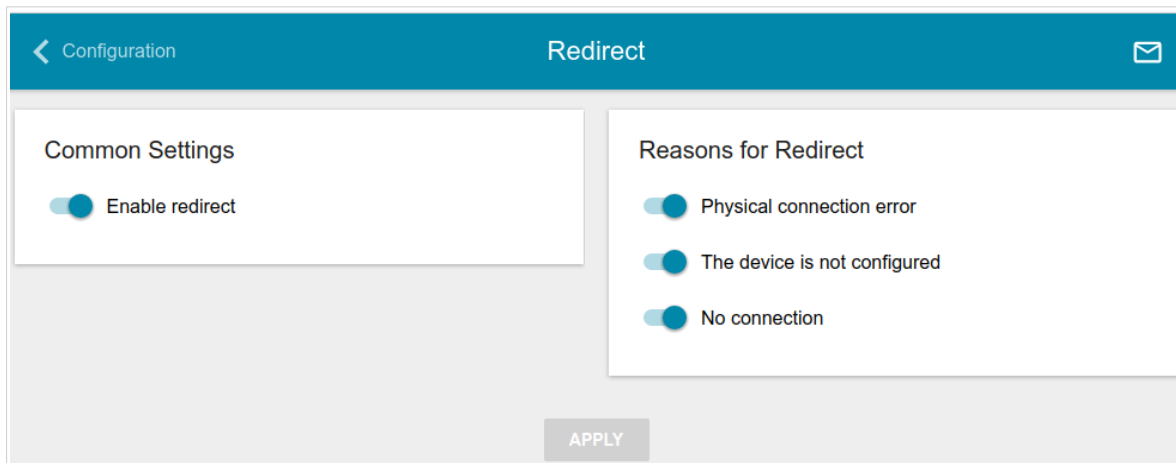 Configuration
Redirect
Common Settings
Enable redirect
Reasons for Redirect
Physical connection error
The device is not configured
No connection
APPLY